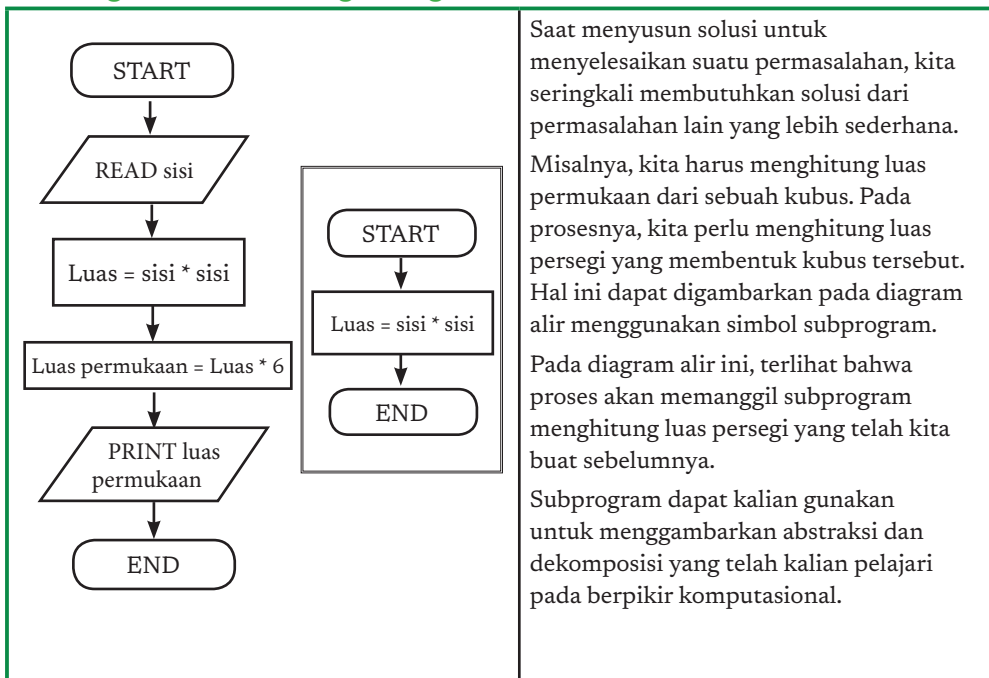 START
READ sisi
Luas = sisi * sisi
Luas permukaan = Luas * 6
PRINT luas
permukaan
END
START
Luas = sisi * sisi
END
Saat menyusun solusi untuk
menyelesaikan suatu permasalahan, kita
seringkali membutuhkan solusi dari
permasalahan lain yang lebih sederhana.
Misalnya, kita harus menghitung luas
permukaan dari sebuah kubus. Pada
prosesnya, kita perlu menghitung luas
persegi yang membentuk kubus tersebut.
Hal ini dapat digambarkan pada diagram
alir menggunakan simbol subprogram.
Pada diagram alir ini, terlihat bahwa
proses akan memanggil subprogram
menghitung luas persegi yang telah kita
buat sebelumnya.
Subprogram dapat kalian gunakan
untuk menggambarkan abstraksi dan
dekomposisi yang telah kalian pelajari
pada berpikir komputasional.